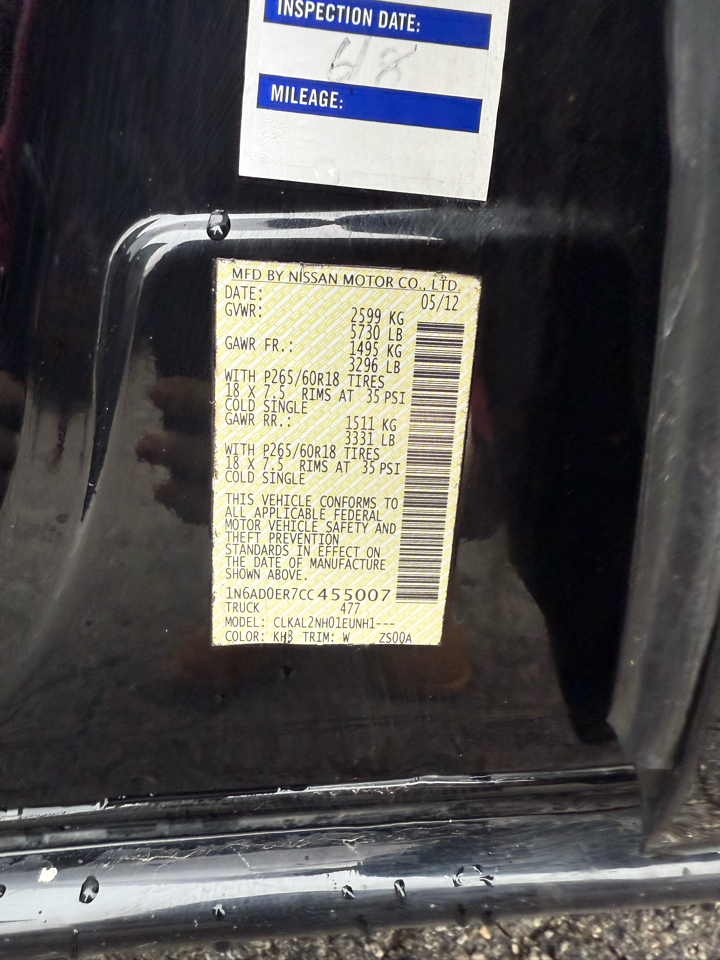 INSPECTION DATE:
MILEAGE:
MFD BY NISSAN MOTOR CO., LTD.
DATE: 05/12
GVWR: 2599 KG
5730 LB
GAWR FR.: 1495 KG
3296 LB
WITH P265/60R18 TIRES
18 X 7.5 RIMS AT 35 PSI
COLD SINGLE
GAWR RR.: 1511 KG
3331 LB
WITH P265/60R18 TIRES
18 X 7.5 RIMS AT 35 PSI
COLD SINGLE
THIS VEHICLE CONFORMS TO
ALL APPLICABLE FEDERAL
MOTOR VEHICLE SAFETY AND
THEFT PREVENTION
STANDARDS IN EFFECT ON
THE DATE OF MANUFACTURE
SHOWN ABOVE.
1N6AD0ER7CC455007
TRUCK 477
MODEL: CLKAL2NH01EUNH1---
COLOR: KH3 TRIM: W ZS00A